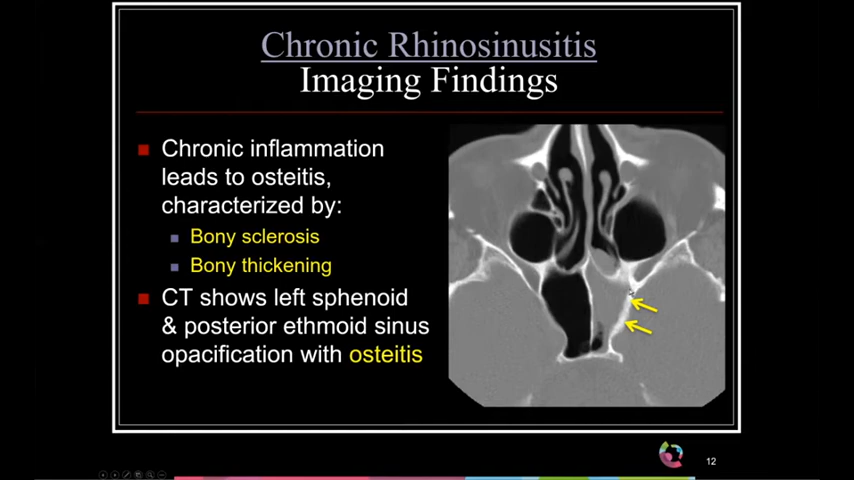 Chronic Rhinosinusitis
Imaging Findings
Chronic inflammation
leads to osteitis,
characterized by:
Bony sclerosis
Bony thickening
CT shows left sphenoid
& posterior ethmoid sinus
opacification with osteitis
12